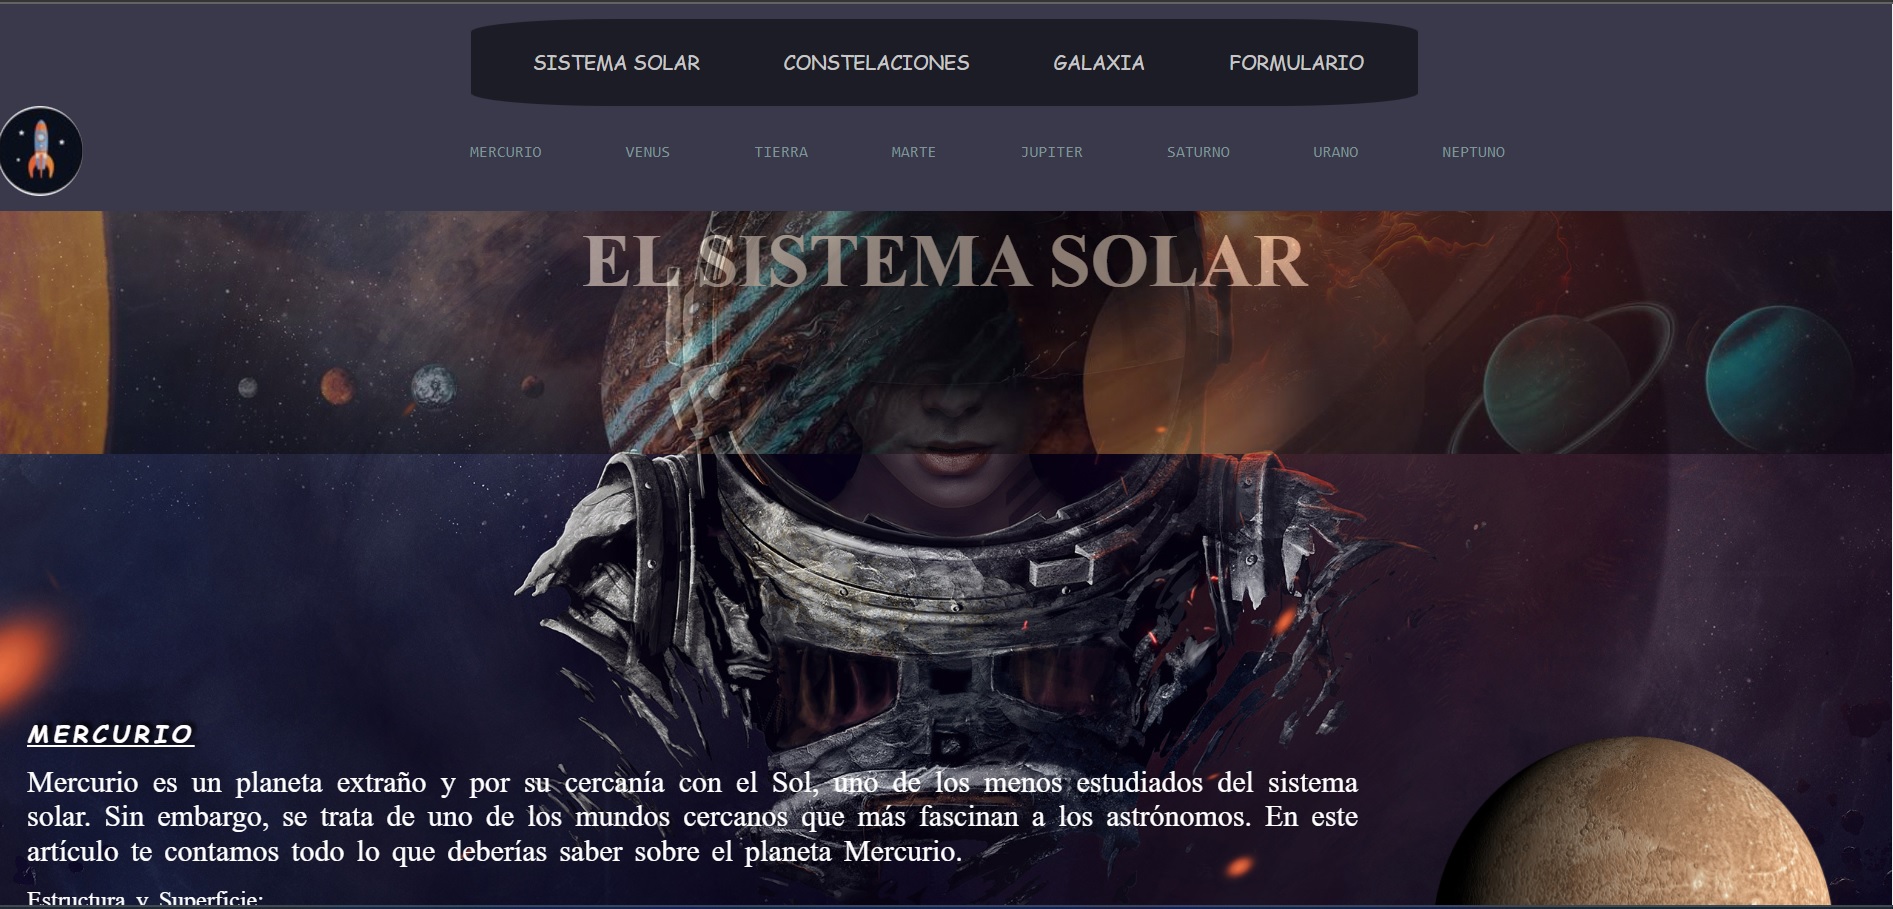 SISTEMA SOLAR CONSTELACIONES GALAXIA FORMULARIO
MERCURIO VENUS TIERRA MARTE JUPITER SATURNO URANO NEPTUNO
EL SISTEMA SOLAR
MERCURIO
Mercurio es un planeta extraño y por su cercanía con el Sol, uno de los menos estudiados del sistema
solar. Sin embargo, se trata de uno de los mundos cercanos que más fascinan a los astrónomos. En este
artículo te contamos todo lo que deberías saber sobre el planeta Mercurio.
Estructura y Superficie: